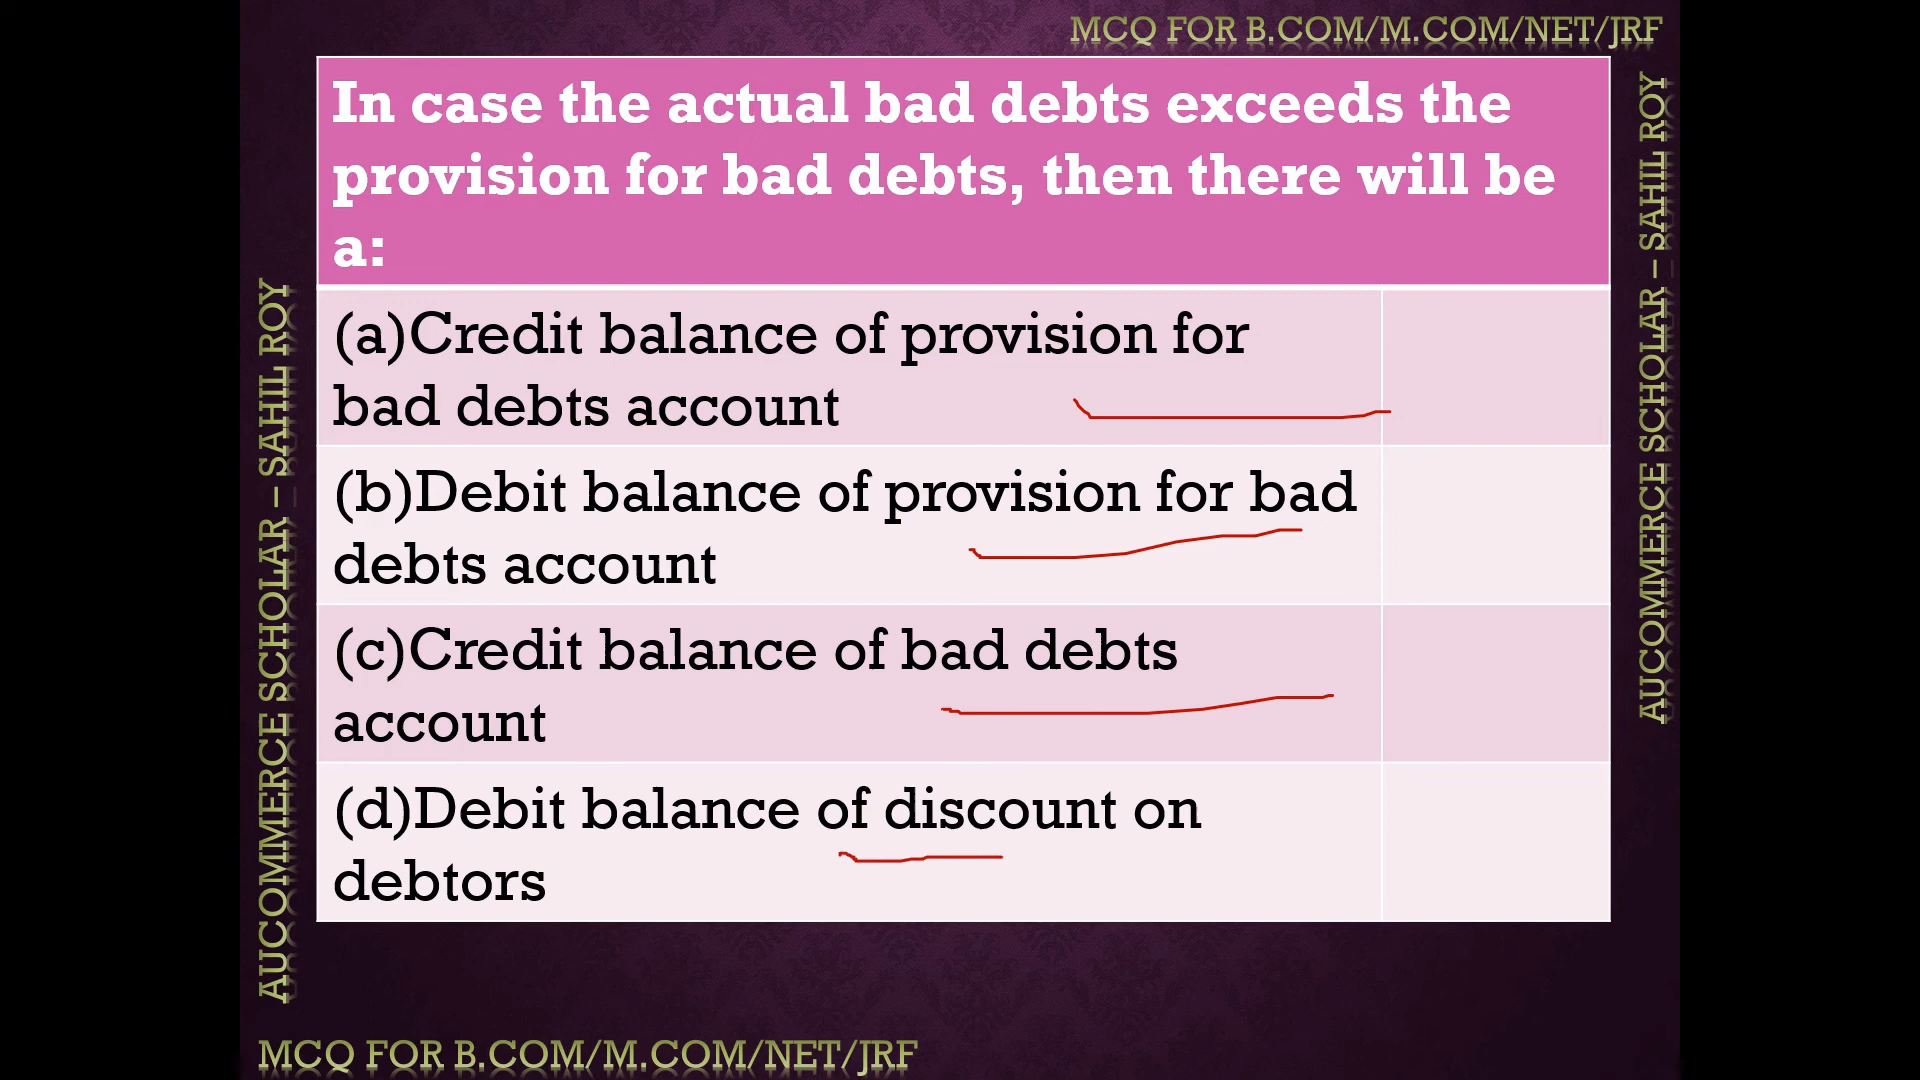 MCQ FOR B.COM/M.COM/NET/JRF
In case the actual bad debts exceeds the
provision for bad debts, then there will be
a:
(a)Credit balance of provision for
bad debts account
(b)Debit balance of provision for bad
debts account
(c)Credit balance of bad debts
account
(d)Debit balance of discount on
debtors
AUCOMMERCE SCHOLAR – SAHIL ROY
AUCOMMERCE SCHOLAR – SAHIL ROY
MCQ FOR B.COM/M.COM/NET/JRF